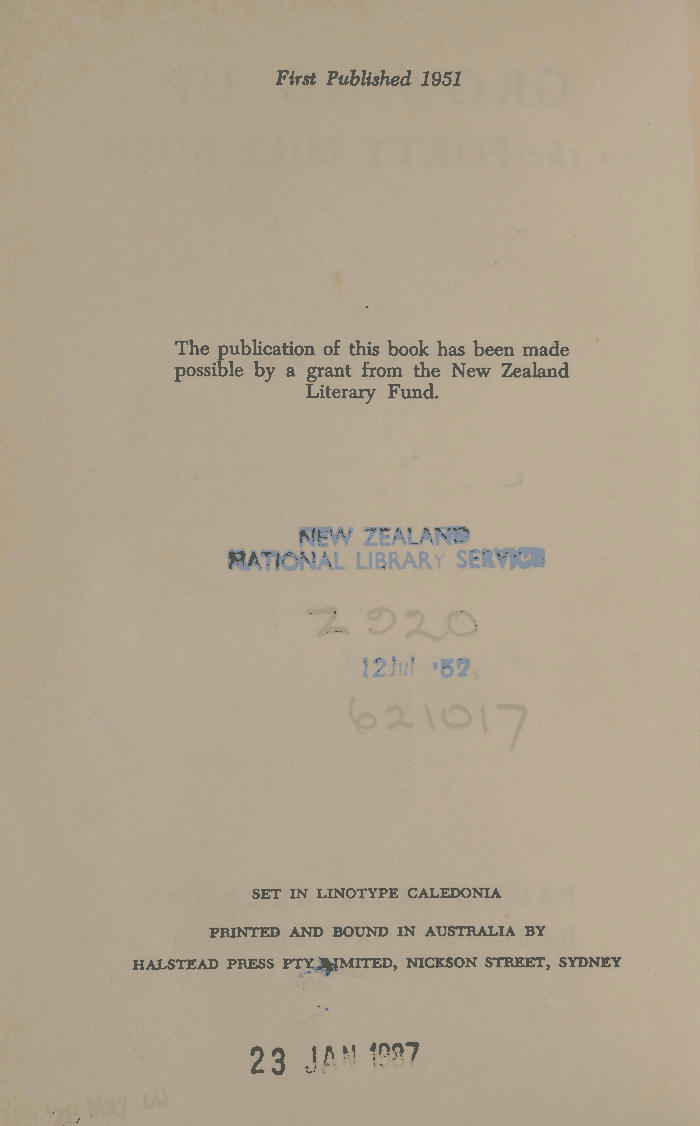 First Published 1951
The publication of this book has been made
possible by a grant from the New Zealand
Literary Fund.
NEW ZEALAND
NATIONAL LIBRARY SERVICE
Z 920
12 Jul '52
621017
SET IN LINOTYPE CALEDONIA
PRINTED AND BOUND IN AUSTRALIA BY
HALSTEAD PRESS PTY LIMITED, NICKSON STREET, SYDNEY
23 JAN 1987
May